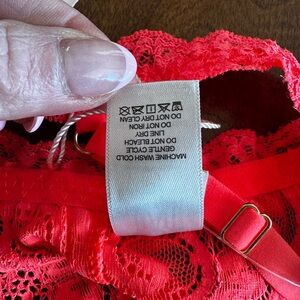 MACHINE WASH COLD
GENTLE CYCLE
DO NOT BLEACH
LINE DRY
DO NOT IRON
DO NOT DRY CLEAN